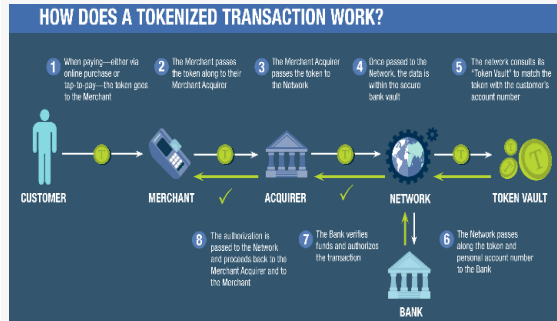 HOW DOES A TOKENIZED TRANSACTION WORK?
1
When paying—either via
online purchase or
tap-to-pay—the token goes
to the Merchant
2
The Merchant passes
the token along to their
Merchant Acquirer
3
The Merchant Acquirer
passes the token to
the Network
4
Once passed to the
Network, the data is
within the secure
bank vault
5
The network consults its
"Token Vault" to match the
token with the customer's
account number
T
T
T
T
T
T
T
CUSTOMER
MERCHANT
ACQUIRER
NETWORK
TOKEN VAULT
8
The authorization is
passed to the Network
and proceeds back to the
Merchant Acquirer and to
the Merchant
7
The Bank verifies
funds and authorizes
the transaction
6
The Network passes
along the token and
personal account number
to the Bank
BANK